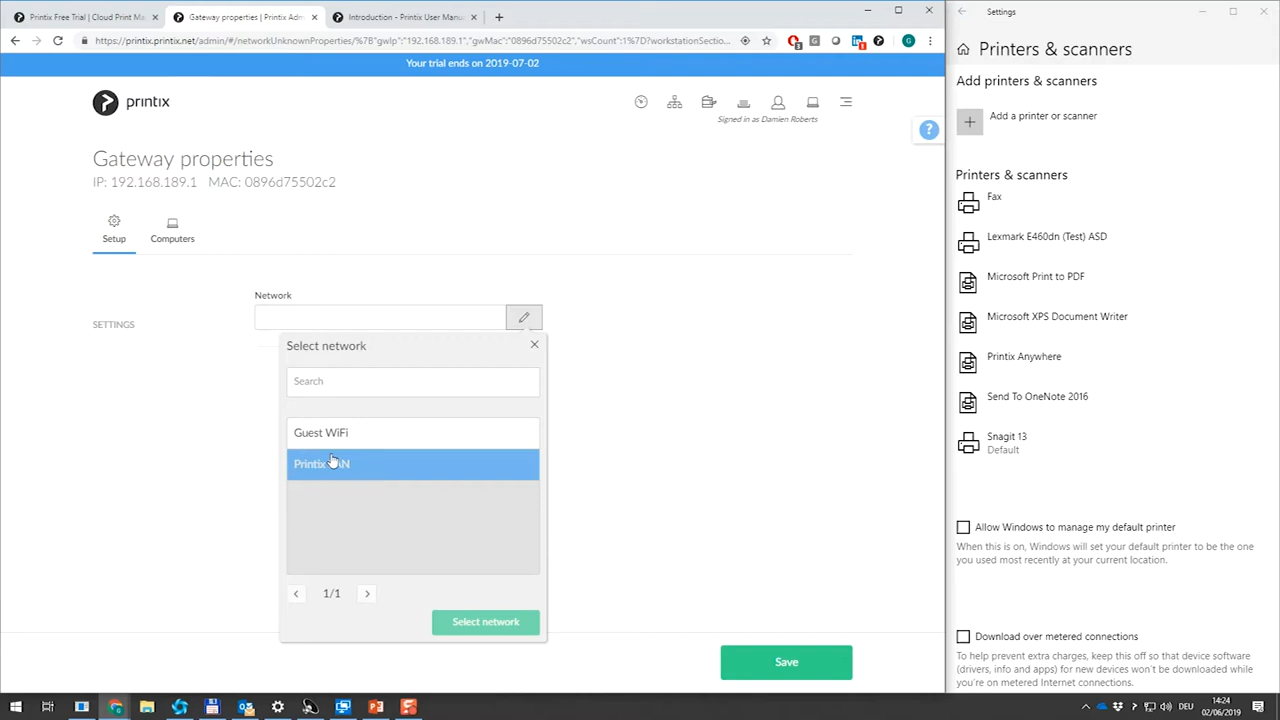 Printix Free Trial | Cloud Print M
Gateway properties | Printix Adm
Introduction - Printix User Manu
https://printix.printix.net/admin/#/networkUnknownProperties/%7B"gwIp":"192.168.189.1","gwMac":"0896d75502c2","wsCount":1%7D?workstationSectio...
Your trial ends on 2019-07-02
printix
Signed in as Damien Roberts
?
Gateway properties
IP: 192.168.189.1 MAC: 0896d75502c2
Setup
Computers
Network
SETTINGS
Select network
Search
Guest WiFi
Printix AN
1/1
Select network
Save
Settings
Printers & scanners
Add printers & scanners
Add a printer or scanner
Printers & scanners
Fax
Lexmark E460dn (Test) ASD
Microsoft Print to PDF
Microsoft XPS Document Writer
Printix Anywhere
Send To OneNote 2016
Snagit 13
Default
Allow Windows to manage my default printer
When this is on, Windows will set your default printer to be the one
you used most recently at your current location.
Download over metered connections
To help prevent extra charges, keep this off so that device software
(drivers, info and apps) for new devices won't be downloaded while
you're on metered Internet connections.
DEU
14:24
02/06/2019